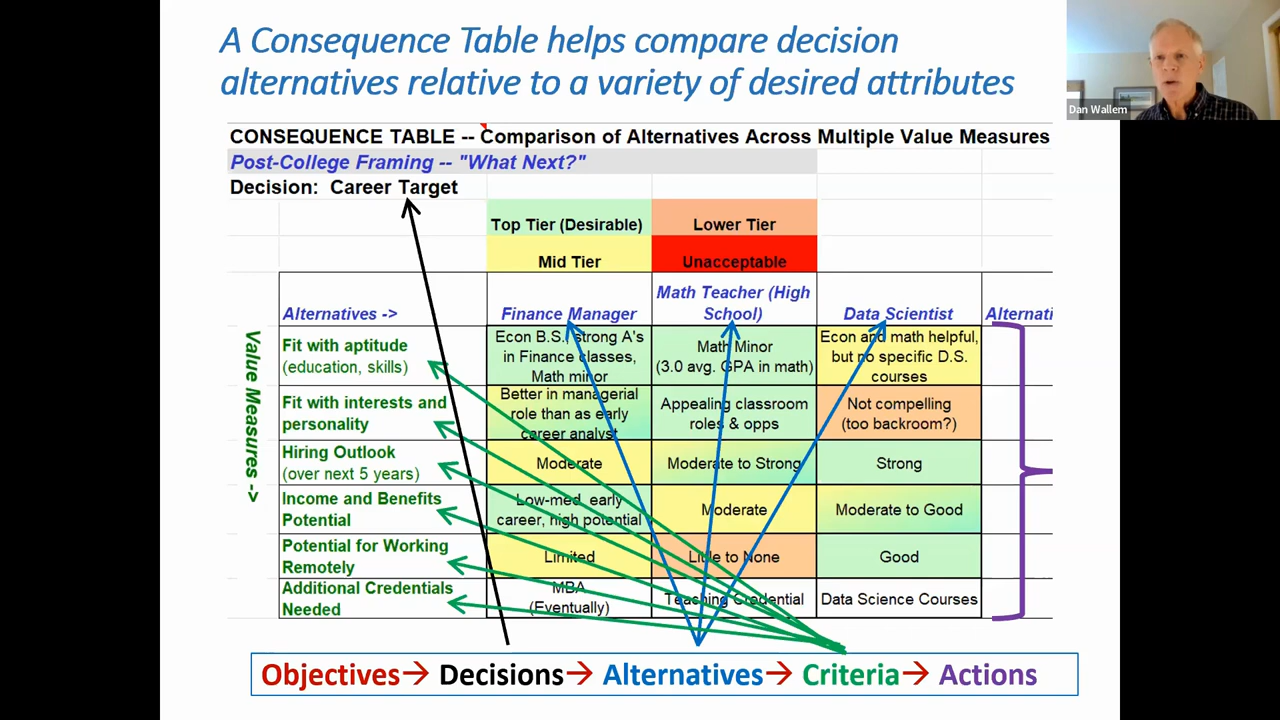 A Consequence Table helps compare decision
alternatives relative to a variety of desired attributes
Dan Wallem
CONSEQUENCE TABLE -- Comparison of Alternatives Across Multiple Value Measures
Post-College Framing -- "What Next?"
Decision: Career Target
Top Tier (Desirable)
Lower Tier
Mid Tier
Unacceptable
Alternatives ->
Finance Manager
Math Teacher (High
School)
Data Scientist
Alternati
Value Measures ->
Fit with aptitude
(education, skills)
Econ B.S., strong A's
in Finance classes,
Math minor
Math Minor
(3.0 avg. GPA in math)
Econ and math helpful,
but no specific D.S.
courses
Fit with interests and
personality
Better in managerial
role than as early
career analyst
Appealing classroom
roles & opps
Not compelling
(too backroom?)
Hiring Outlook
(over next 5 years)
Moderate
Moderate to Strong
Strong
Income and Benefits
Potential
Low-med early
career, high potential
Moderate
Moderate to Good
Potential for Working
Remotely
Limited
Little to None
Good
Additional Credentials
Needed
MBA
(Eventually)
Teaching Credential
Data Science Courses
Objectives→ Decisions→ Alternatives→ Criteria→ Actions